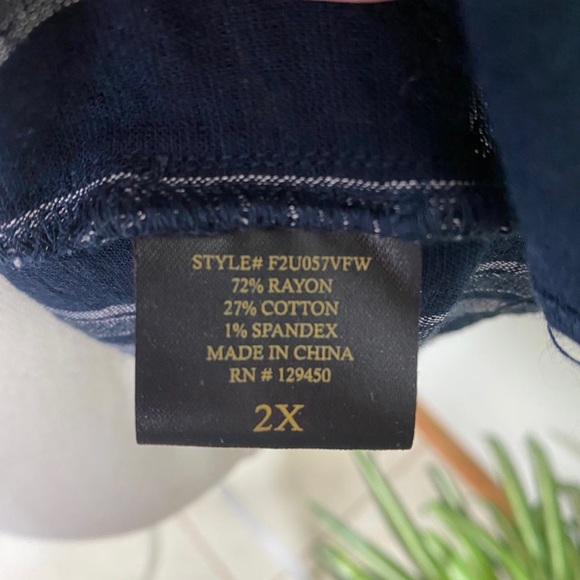 STYLE# F2U057VFW
72% RAYON
27% COTTON
1% SPANDEX
MADE IN CHINA
RN # 129450
2X